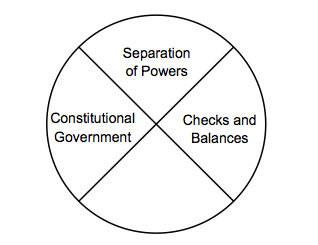 Separation
of Powers
Constitutional
Government
Checks and
Balances